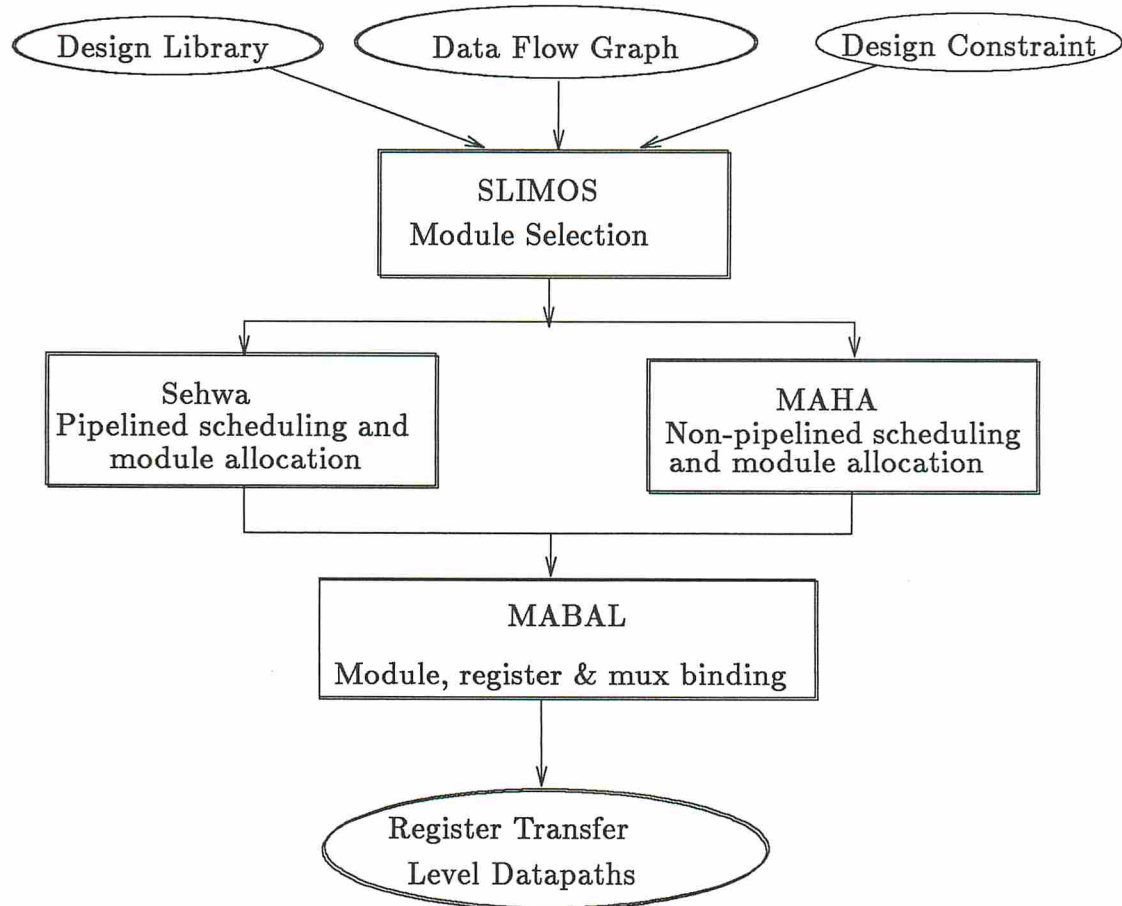 Design Library
Data Flow Graph
Design Constraint
SLIMOS
Module Selection
Sehwa
Pipelined scheduling and
module allocation
MAHA
Non-pipelined scheduling
and module allocation
MABAL
Module, register & mux binding
Register Transfer
Level Datapaths